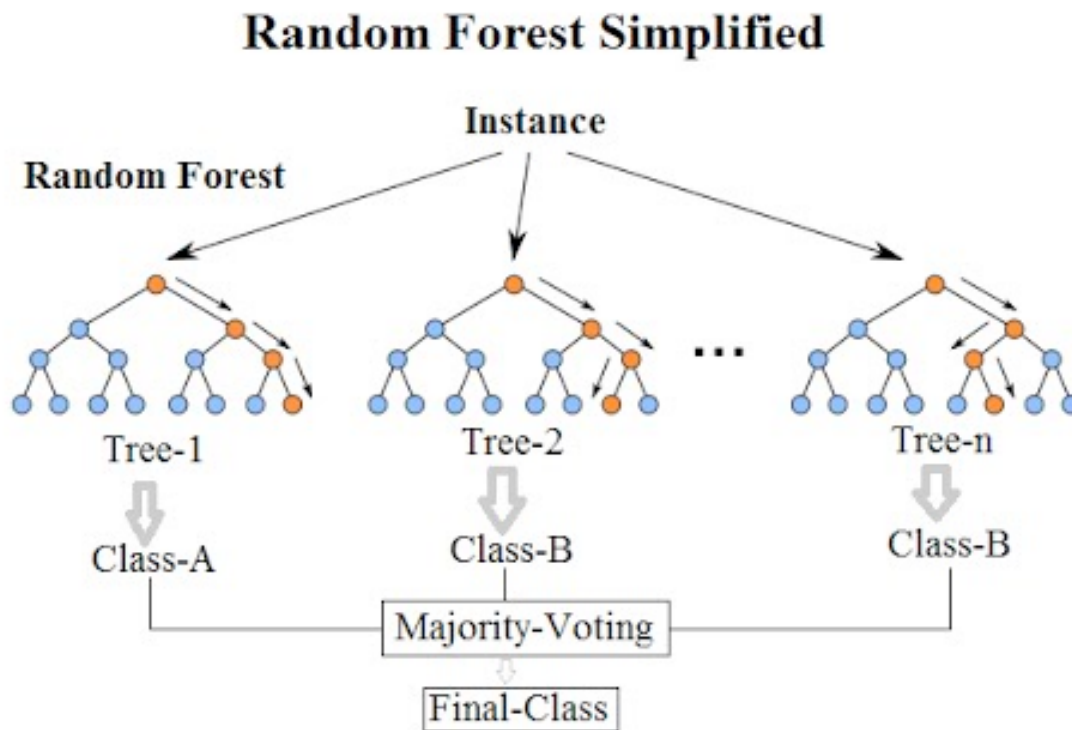 Random Forest Simplified
Instance
Random Forest
...
Tree-1
Tree-2
Tree-n
Class-A
Class-B
Class-B
Majority-Voting
Final-Class